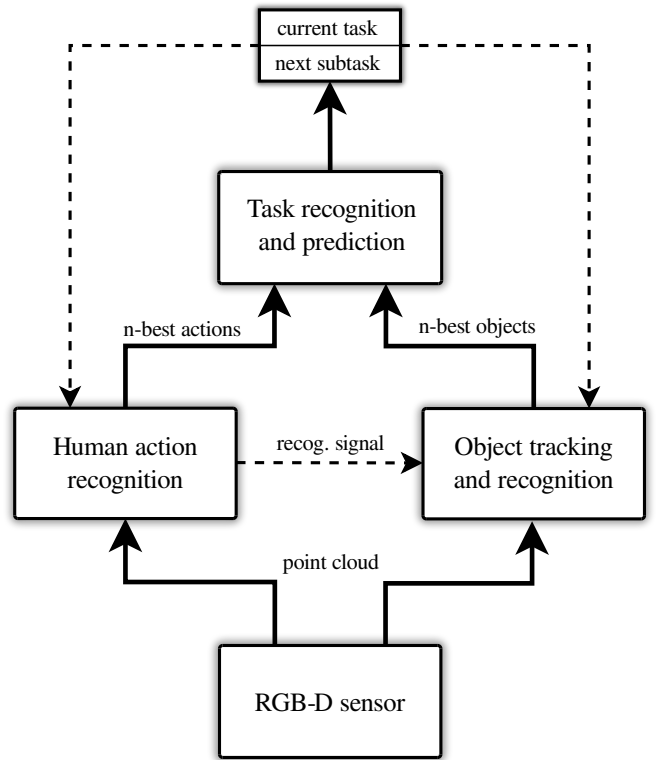 current task
next subtask
Task recognition
and prediction
n-best actions
n-best objects
Human action
recognition
recog. signal
Object tracking
and recognition
point cloud
RGB-D sensor